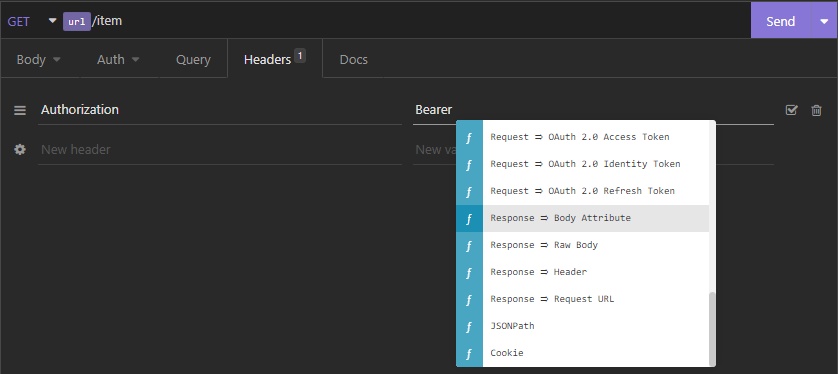 GET url/item Send
Body Auth Query Headers 1 Docs
Authorization Bearer
New header New va
f Request ⇒ OAuth 2.0 Access Token
f Request ⇒ OAuth 2.0 Identity Token
f Request ⇒ OAuth 2.0 Refresh Token
f Response ⇒ Body Attribute
f Response ⇒ Raw Body
f Response ⇒ Header
f Response ⇒ Request URL
f JSONPath
f Cookie